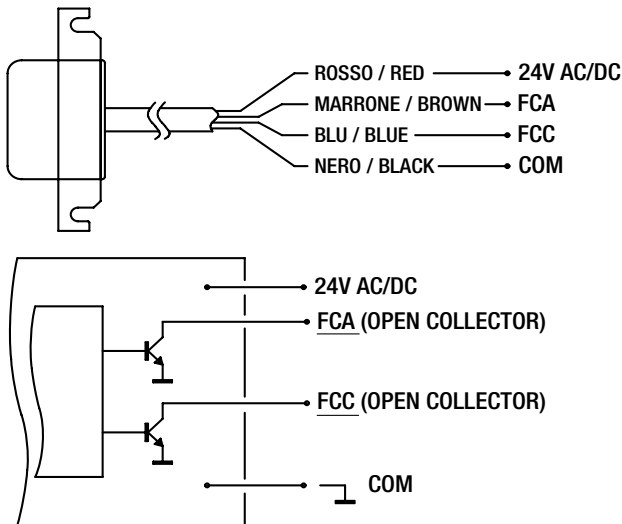 ROSSO / RED 24V AC/DC
MARRONE / BROWN FCA
BLU / BLUE FCC
NERO / BLACK COM
24V AC/DC
FCA (OPEN COLLECTOR)
FCC (OPEN COLLECTOR)
COM